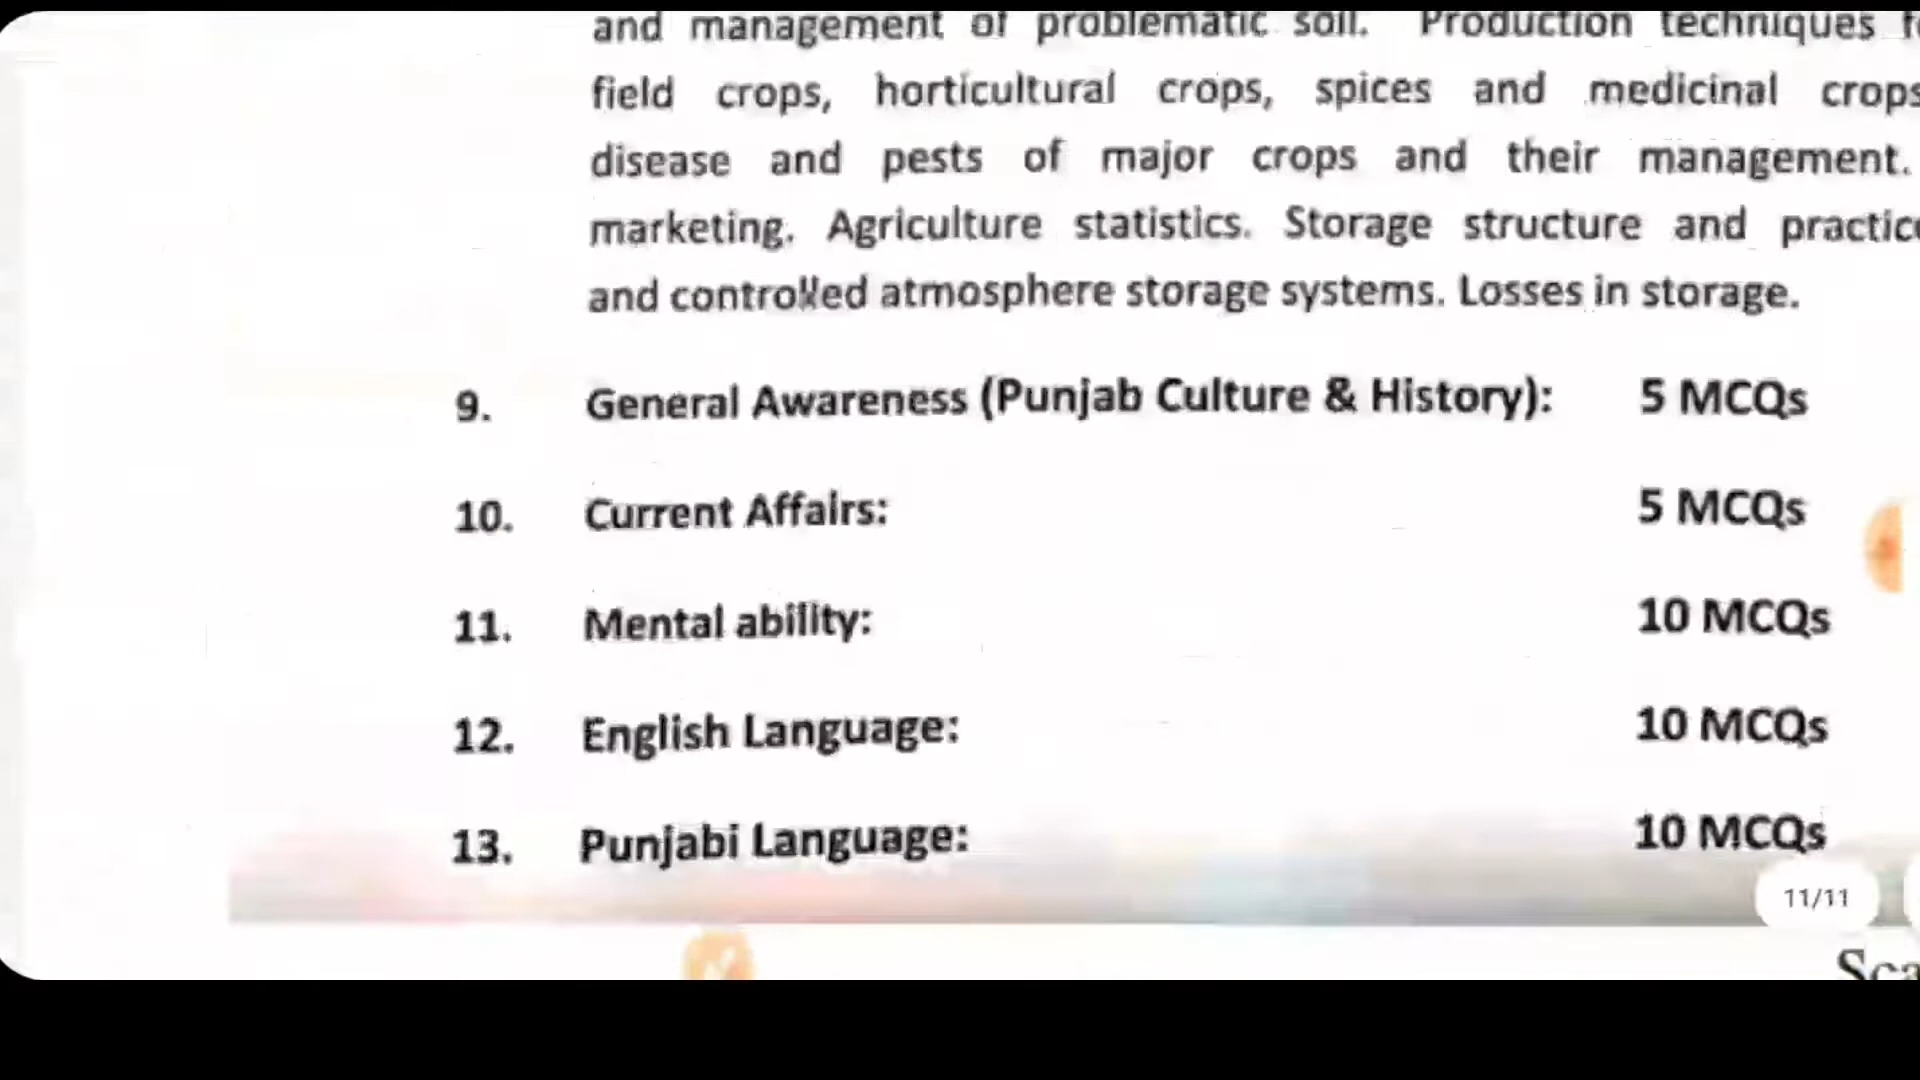 and management of problematic soil. Production techniques
field crops, horticultural crops, spices and medicinal crops
disease and pests of major crops and their management.
marketing. Agriculture statistics. Storage structure and
and controlled atmosphere storage systems. Losses in storage.
9. General Awareness (Punjab Culture & History): 5 MCQs
10. Current Affairs: 5 MCQs
11. Mental ability: 10 MCQs
12. English Language: 10 MCQs
13. Punjabi Language: 10 MCQs
11/11